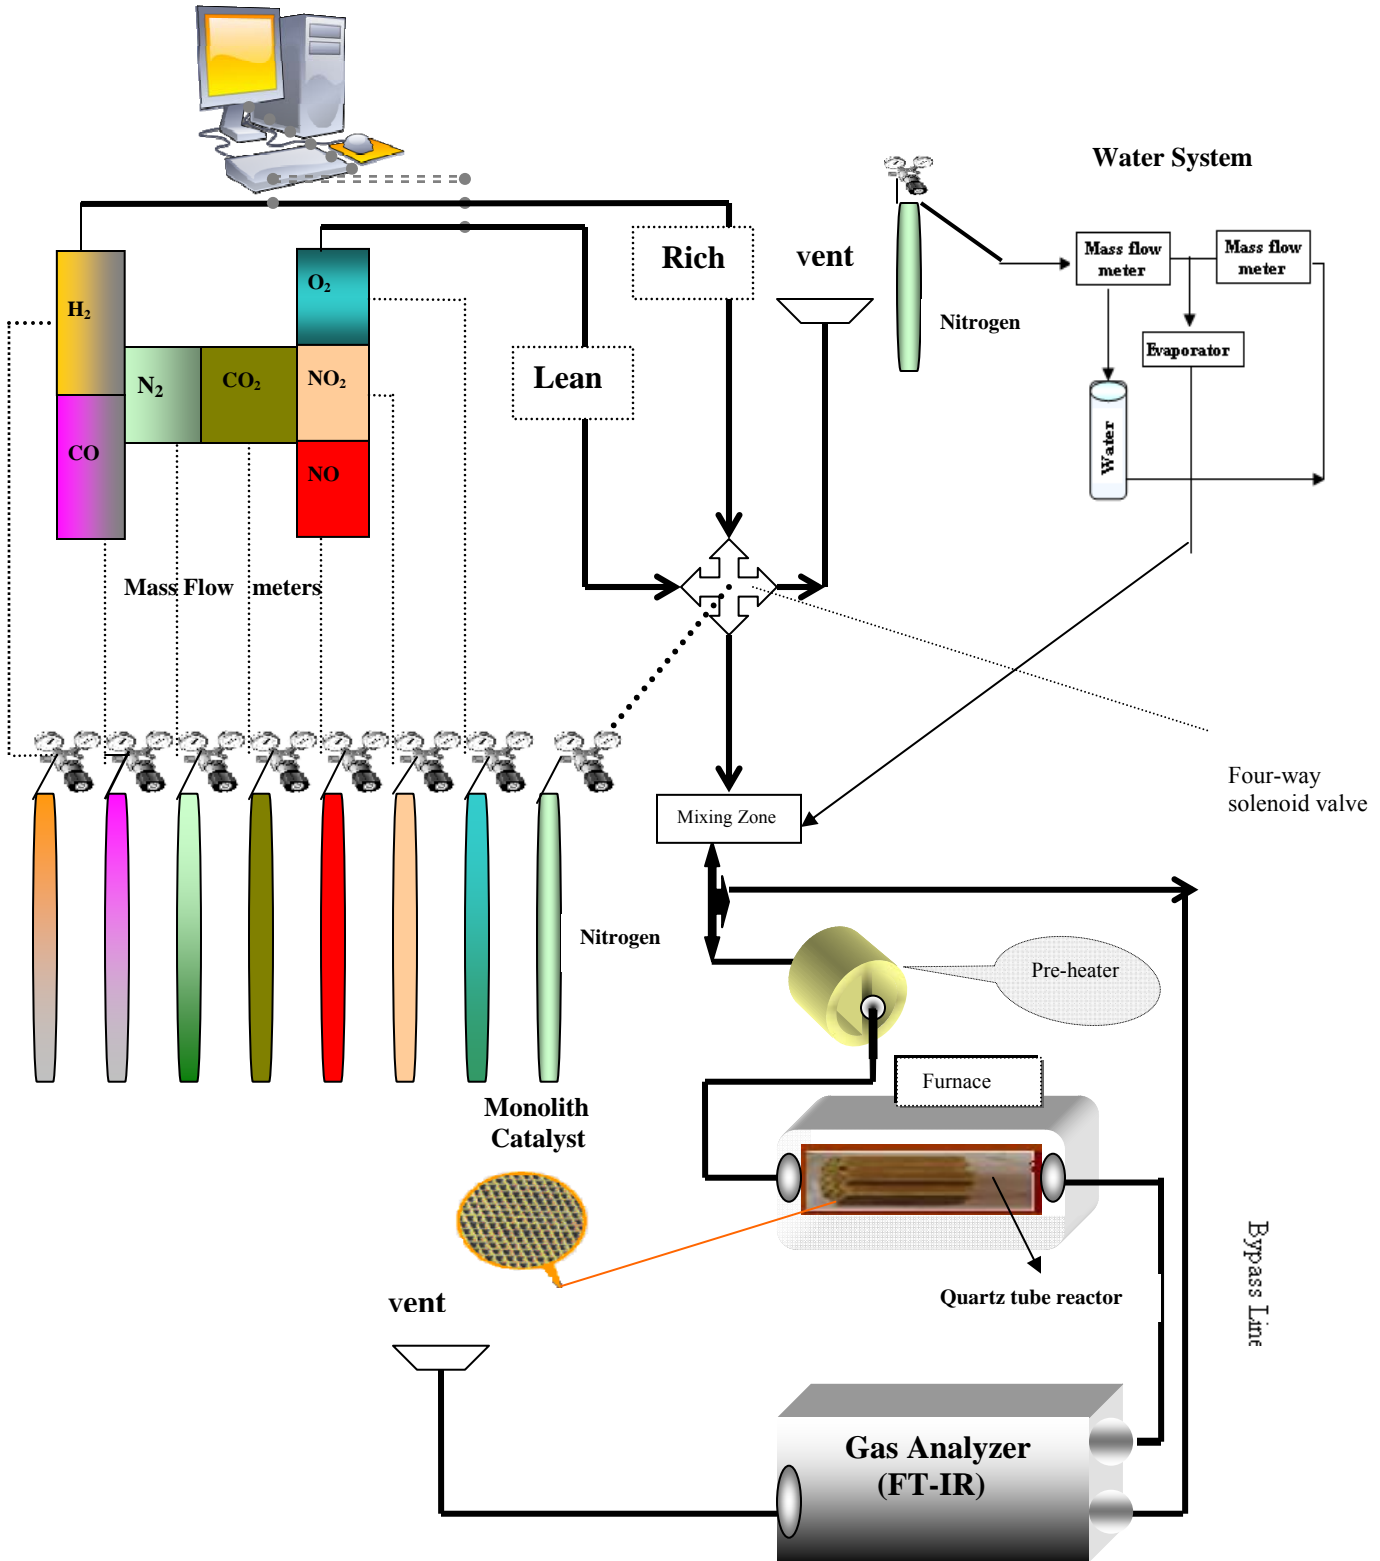 Water System
Rich
vent
Mass flow
meter
Mass flow
meter
H2
O2
Nitrogen
Evaporator
N2
CO2
NO2
Lean
CO
NO
Water
Mass Flow meters
Four-way
solenoid valve
Mixing Zone
Nitrogen
Pre-heater
Furnace
Monolith
Catalyst
Quartz tube reactor
Bypass Line
vent
Gas Analyzer
(FT-IR)